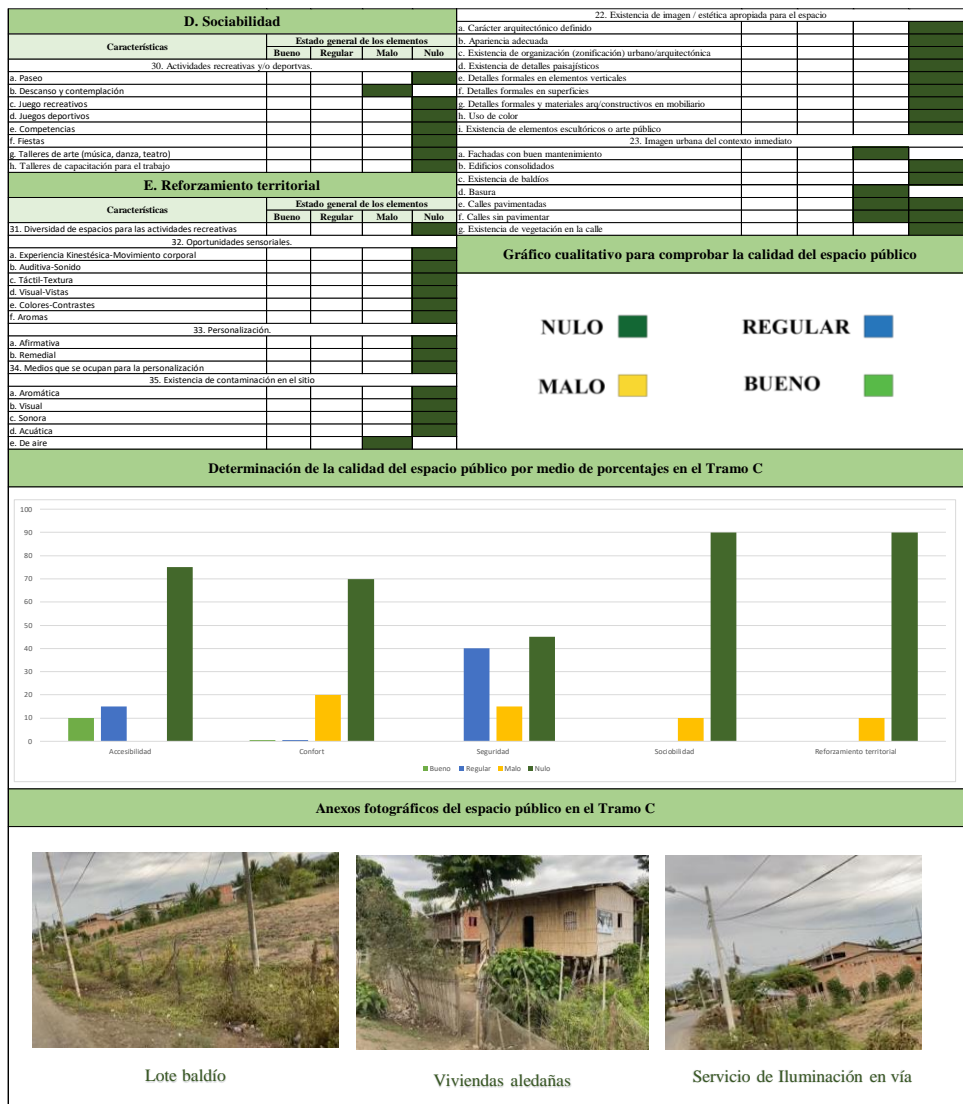 D. Sociabilidad
Características
Estado general de los elementos
Bueno Regular Malo Nulo
30. Actividades recreativas y/o deportvas.
a. Paseo
b. Descanso y contemplación
c. Juego recreativos
d. Juegos deportivos
e. Competencias
f. Fiestas
g. Talleres de arte (música, danza, teatro)
h. Talleres de capacitación para el trabajo
E. Reforzamiento territorial
Características
Estado general de los elementos
Bueno Regular Malo Nulo
31. Diversidad de espacios para las actividades recreativas
32. Oportunidades sensoriales.
a. Experiencia Kinestésica-Movimiento corporal
b. Auditiva-Sonido
c. Táctil-Textura
d. Visual-Vistas
e. Colores-Contrastes
f. Aromas
33. Personalización.
a. Afirmativa
b. Remedial
34. Medios que se ocupan para la personalización
35. Existencia de contaminación en el sitio
a. Aromática
b. Visual
c. Sonora
d. Acuática
e. De aire
22. Existencia de imagen / estética apropiada para el espacio
a. Carácter arquitectónico definido
b. Apariencia adecuada
c. Existencia de organización (zonificación) urbano/arquitectónica
d. Existencia de detalles paisajísticos
e. Detalles formales en elementos verticales
f. Detalles formales en superficies
g. Detalles formales y materiales arq/constructivos en mobiliario
h. Uso de color
i. Existencia de elementos escultóricos o arte público
23. Imagen urbana del contexto inmediato
a. Fachadas con buen mantenimiento
b. Edificios consolidados
c. Existencia de baldíos
d. Basura
e. Calles pavimentadas
f. Calles sin pavimentar
g. Existencia de vegetación en la calle
Gráfico cualitativo para comprobar la calidad del espacio público
NULO REGULAR
MALO BUENO
Determinación de la calidad del espacio público por medio de porcentajes en el Tramo C
100
90
80
70
60
50
40
30
20
10
0
Accesibilidad Confort Seguridad Sociobilidad Reforzamiento territorial
Bueno Regular Malo Nulo
Anexos fotográficos del espacio público en el Tramo C
Lote baldío Viviendas aledañas Servicio de Iluminación en vía